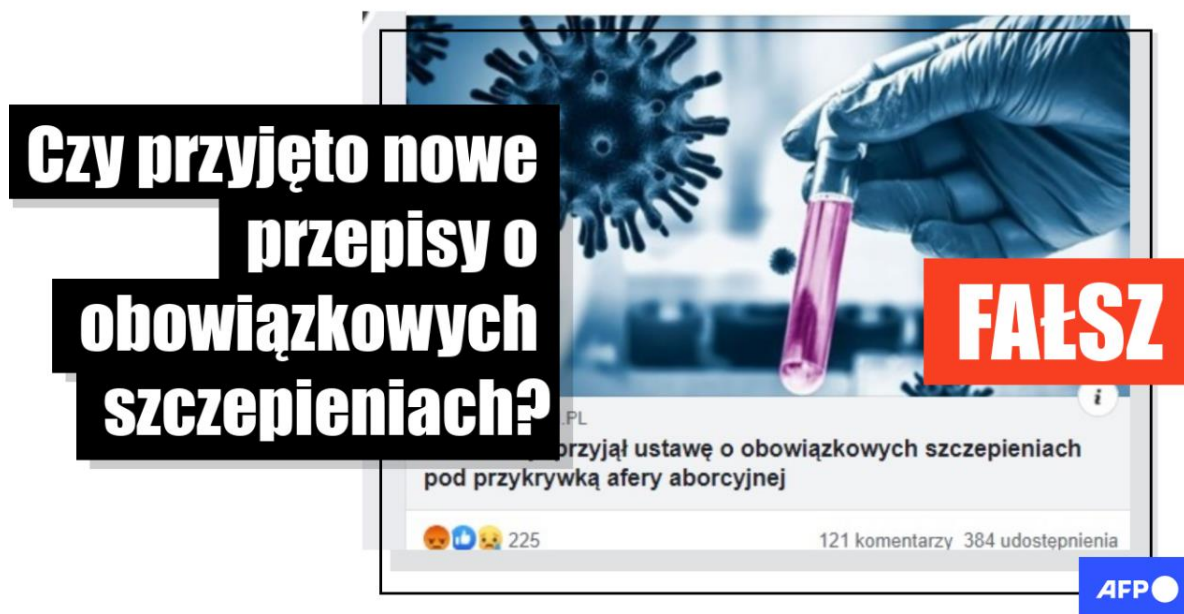 Czy przyjęto nowe
przepisy o
obowiązkowych
szczepieniach?
FAŁSZ
.PL
przyjął ustawę o obowiązkowych szczepieniach
pod przykrywką afery aborcyjnej
225
121 komentarzy 384 udostępnienia
AFP